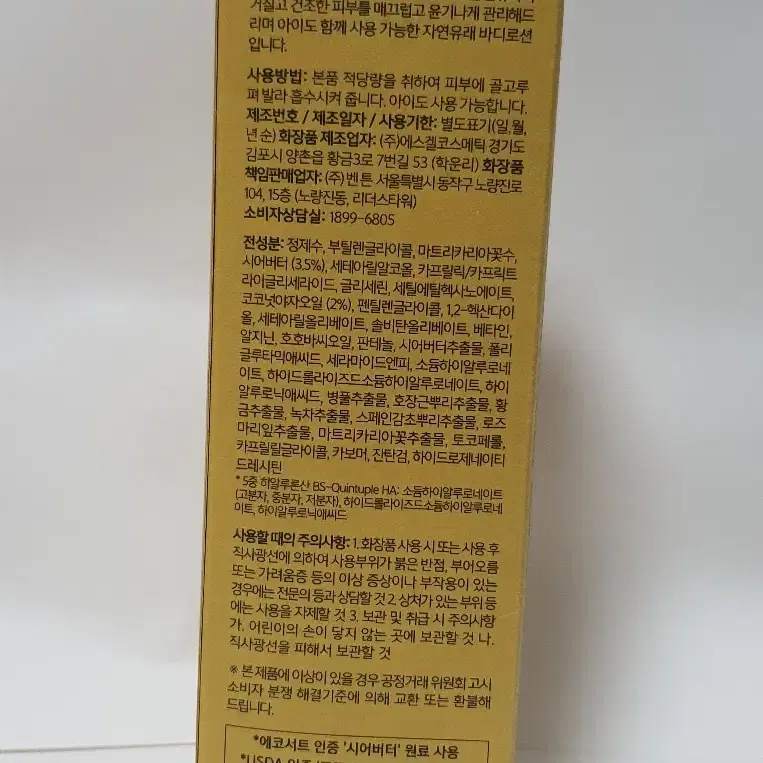 거칠고 건조한 피부를 매끄럽고 윤기나게 관리해드
리며 아이도 함께 사용 가능한 자연유래 바디로션
입니다.
사용방법: 본품 적당량을 취하여 피부에 골고루
펴 발라 흡수시켜 줍니다. 아이도 사용 가능합니다.
제조번호 / 제조일자 / 사용기한: 별도표기(일,월,
년 순) 화장품 제조업자: (주)에스겔코스메틱 경기도
김포시 양촌읍 황금3로 7번길 53 (학운리) 화장품
책임판매업자: (주) 벤튼 서울특별시 동작구 노량진로
104, 15층 (노량진동, 리더스타워)
소비자상담실: 1899-6805
전성분: 정제수, 부틸렌글라이콜, 마트리카리아꽃수,
시어버터 (3.5%), 세테아릴알코올, 카프릴릭/카프릭트
라이글리세라이드, 글리세린, 세틸에틸헥사노에이트,
코코넛야자오일 (2%), 펜틸렌글라이콜, 1,2-헥산다이
올, 세테아릴올리베이트, 솔비탄올리베이트, 베타인,
알지닌, 호호바씨오일, 판테놀, 시어버터추출물, 폴리
글루타믹애씨드, 세라마이드엔피, 소듐하이알루로네
이트, 하이드롤라이즈드소듐하이알루로네이트, 하이
알루로닉애씨드, 병풀추출물, 호장근뿌리추출물, 황
금추출물, 녹차추출물, 스페인감초뿌리추출물, 로즈
마리잎추출물, 마트리카리아꽃추출물, 토코페롤,
카프릴릴글라이콜, 카보머, 잔탄검, 하이드로제네이티
드레시틴
* 5중 히알루론산 BS-Quintuple HA: 소듐하이알루로네이트
(고분자, 중분자, 저분자), 하이드롤라이즈드소듐하이알루로네
이트, 하이알루로닉애씨드
사용할 때의 주의사항: 1. 화장품 사용 시 또는 사용 후
직사광선에 의하여 사용부위가 붉은 반점, 부어오름
또는 가려움증 등의 이상 증상이나 부작용이 있는
경우에는 전문의 등과 상담할 것 2. 상처가 있는 부위 등
에는 사용을 자제할 것 3. 보관 및 취급 시 주의사항
가. 어린이의 손이 닿지 않는 곳에 보관할 것 나.
직사광선을 피해서 보관할 것
※ 본 제품에 이상이 있을 경우 공정거래 위원회 고시
소비자 분쟁 해결기준에 의해 교환 또는 환불해
드립니다.
*에코서트 인증 '시어버터' 원료 사용
*USDA 인증